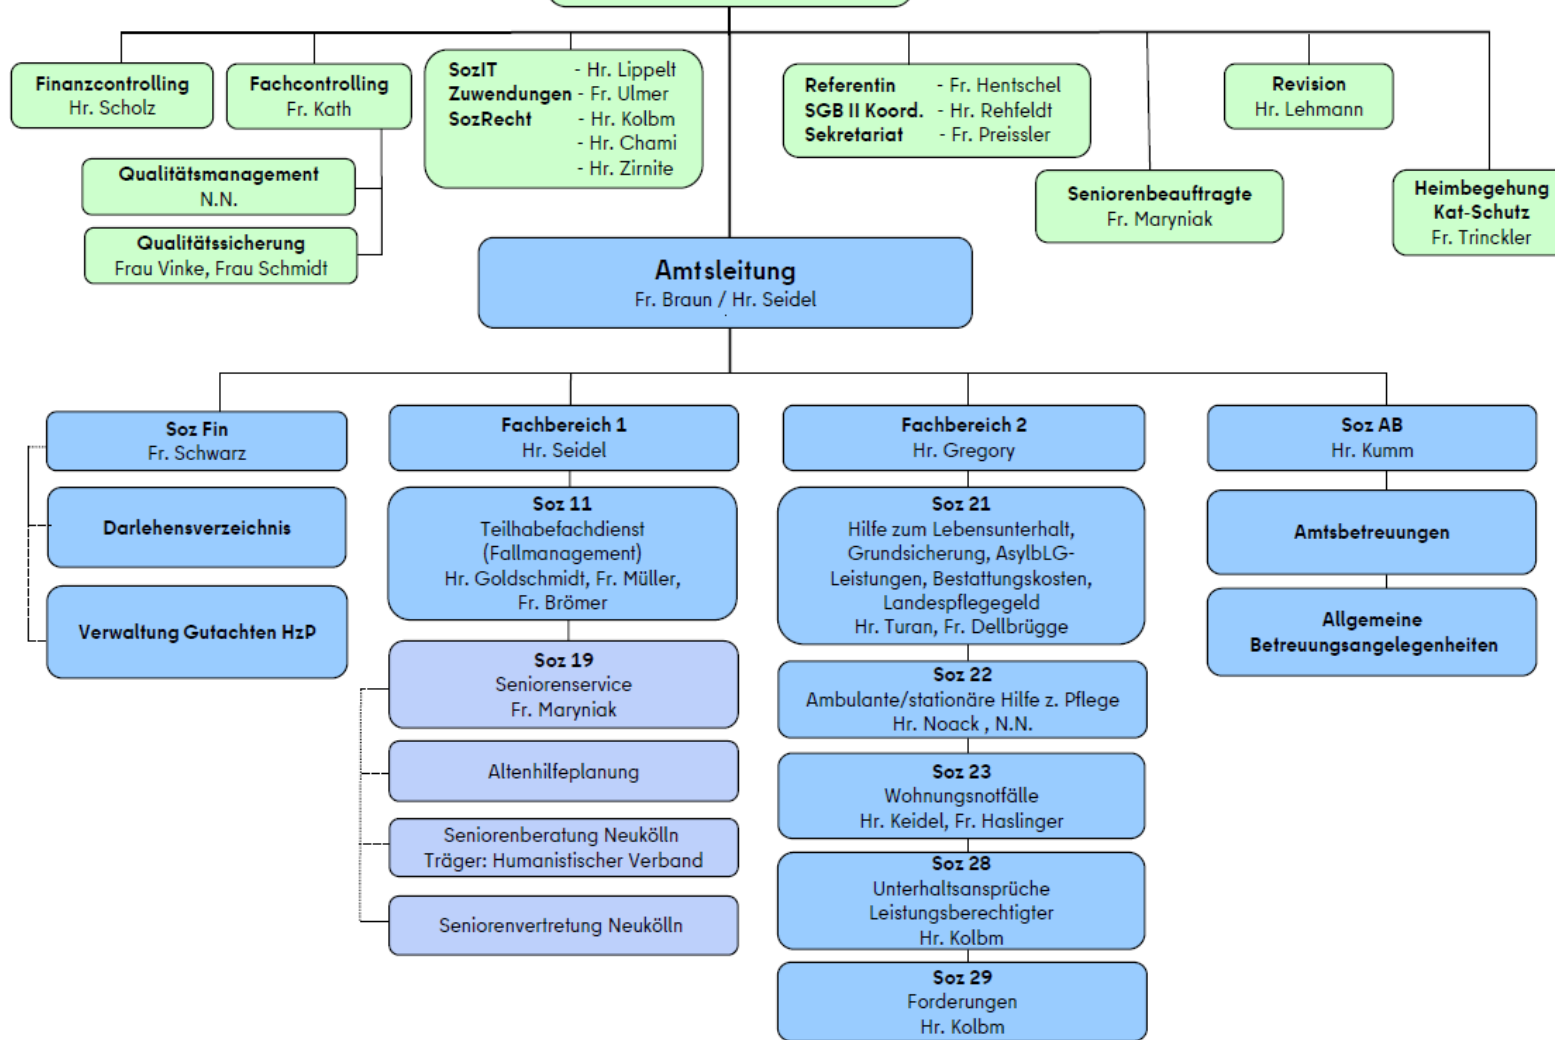 Finanzcontrolling
Hr. Scholz
Fachcontrolling
Fr. Kath
SozIT - Hr. Lippelt
Zuwendungen - Fr. Ulmer
SozRecht - Hr. Kolbm
- Hr. Chami
- Hr. Zirnite
Referentin - Fr. Hentschel
SGB II Koord. - Hr. Rehfeldt
Sekretariat - Fr. Preissler
Revision
Hr. Lehmann
Qualitätsmanagement
N.N.
Qualitätssicherung
Frau Vinke, Frau Schmidt
Seniorenbeauftragte
Fr. Maryniak
Heimbegehung
Kat-Schutz
Fr. Trinckler
Amtsleitung
Fr. Braun / Hr. Seidel
Soz Fin
Fr. Schwarz
Darlehensverzeichnis
Verwaltung Gutachten HzP
Fachbereich 1
Hr. Seidel
Soz 11
Teilhabefachdienst
(Fallmanagement)
Hr. Goldschmidt, Fr. Müller,
Fr. Brömer
Soz 19
Seniorenservice
Fr. Maryniak
Altenhilfeplanung
Seniorenberatung Neukölln
Träger: Humanistischer Verband
Seniorenvertretung Neukölln
Fachbereich 2
Hr. Gregory
Soz 21
Hilfe zum Lebensunterhalt,
Grundsicherung, AsylbLG-
Leistungen, Bestattungskosten,
Landespflegegeld
Hr. Turan, Fr. Dellbrügge
Soz 22
Ambulante/stationäre Hilfe z. Pflege
Hr. Noack , N.N.
Soz 23
Wohnungsnotfälle
Hr. Keidel, Fr. Haslinger
Soz 28
Unterhaltsansprüche
Leistungsberechtigter
Hr. Kolbm
Soz 29
Forderungen
Hr. Kolbm
Soz AB
Hr. Kumm
Amtsbetreuungen
Allgemeine
Betreuungsangelegenheiten